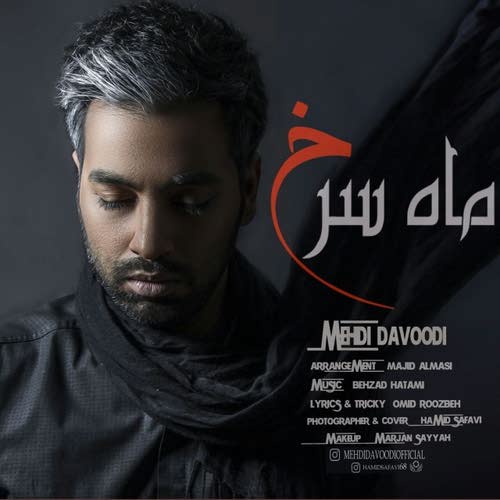 ماه سرخ
MEHDI DAVOODI
ARRANGEMENT MAJID ALMASI
MUSIC BEHZAD HATAMI
LYRICS & TRICKY OMID ROOZBEH
PHOTOGRAPHER & COVER HAMID SAFAVI
MAKEUP MARJAN SAYYAH
MEHDIDAVOODIOFFICIAL
HAMIDSAFAVI68